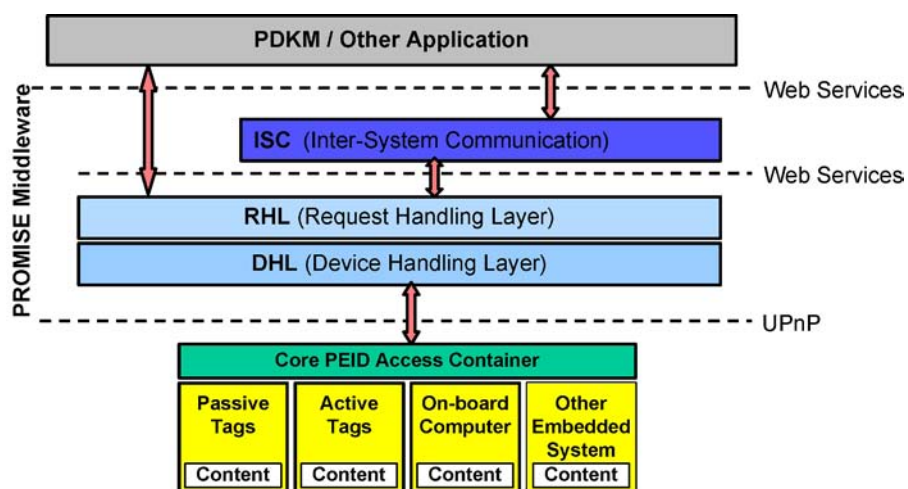 PDKM / Other Application
Web Services
ISC (Inter-System Communication)
Web Services
PROMISE Middleware
RHL (Request Handling Layer)
DHL (Device Handling Layer)
UPnP
Core PEID Access Container
Passive
Tags
Content
Active
Tags
Content
On-board
Computer
Content
Other
Embedded
System
Content